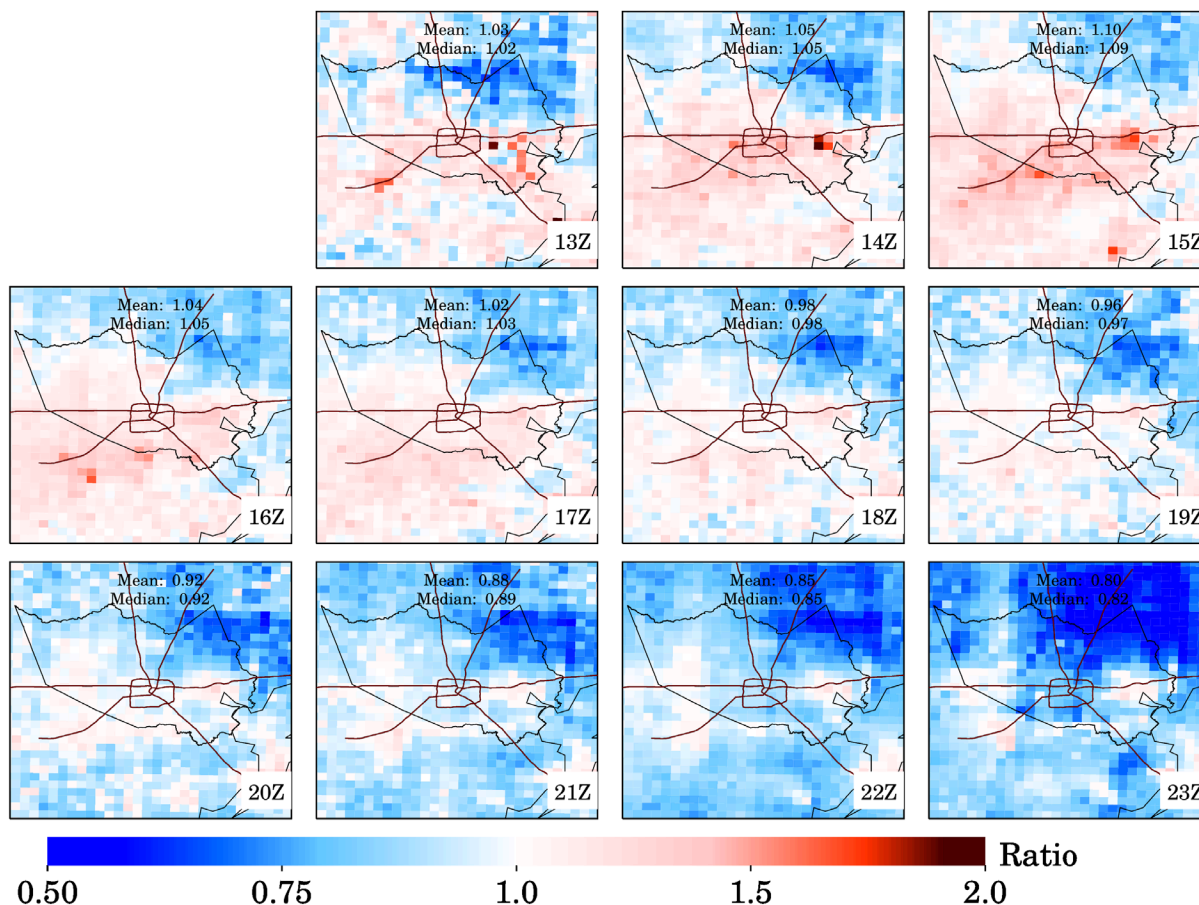 Mean: 1.03
Median: 1.02
13Z
Mean: 1.05
Median: 1.05
14Z
Mean: 1.10
Median: 1.09
15Z
Mean: 1.04
Median: 1.05
16Z
Mean: 1.02
Median: 1.03
17Z
Mean: 0.98
Median: 0.98
18Z
Mean: 0.96
Median: 0.97
19Z
Mean: 0.92
Median: 0.92
20Z
Mean: 0.88
Median: 0.89
21Z
Mean: 0.85
Median: 0.85
22Z
Mean: 0.80
Median: 0.82
23Z
Ratio
0.50 0.75 1.0 1.5 2.0